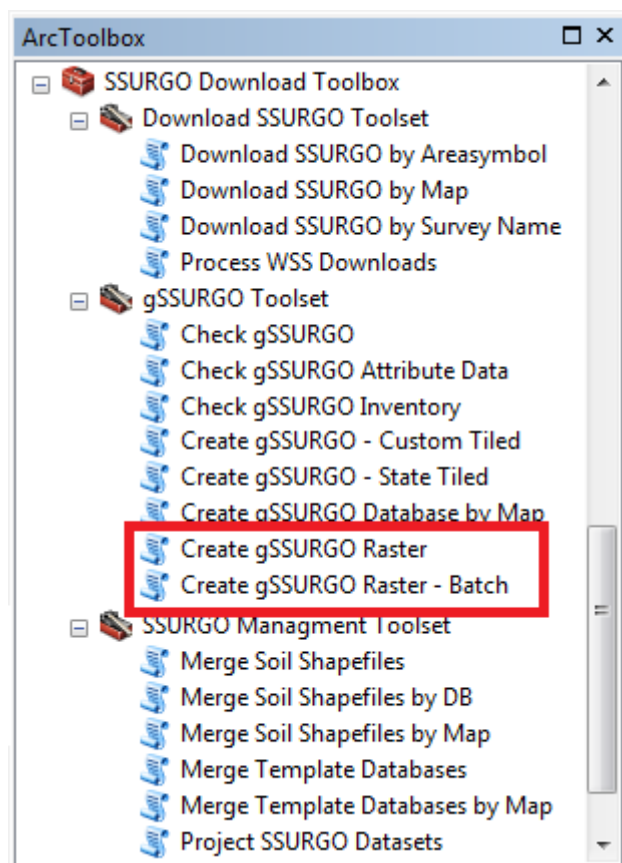 ArcToolbox
SSURGO Download Toolbox
Download SSURGO Toolset
Download SSURGO by Areasymbol
Download SSURGO by Map
Download SSURGO by Survey Name
Process WSS Downloads
gSSURGO Toolset
Check gSSURGO
Check gSSURGO Attribute Data
Check gSSURGO Inventory
Create gSSURGO - Custom Tiled
Create gSSURGO - State Tiled
Create gSSURGO Database by Map
Create gSSURGO Raster
Create gSSURGO Raster - Batch
SSURGO Managment Toolset
Merge Soil Shapefiles
Merge Soil Shapefiles by DB
Merge Soil Shapefiles by Map
Merge Template Databases
Merge Template Databases by Map
Project SSURGO Datasets